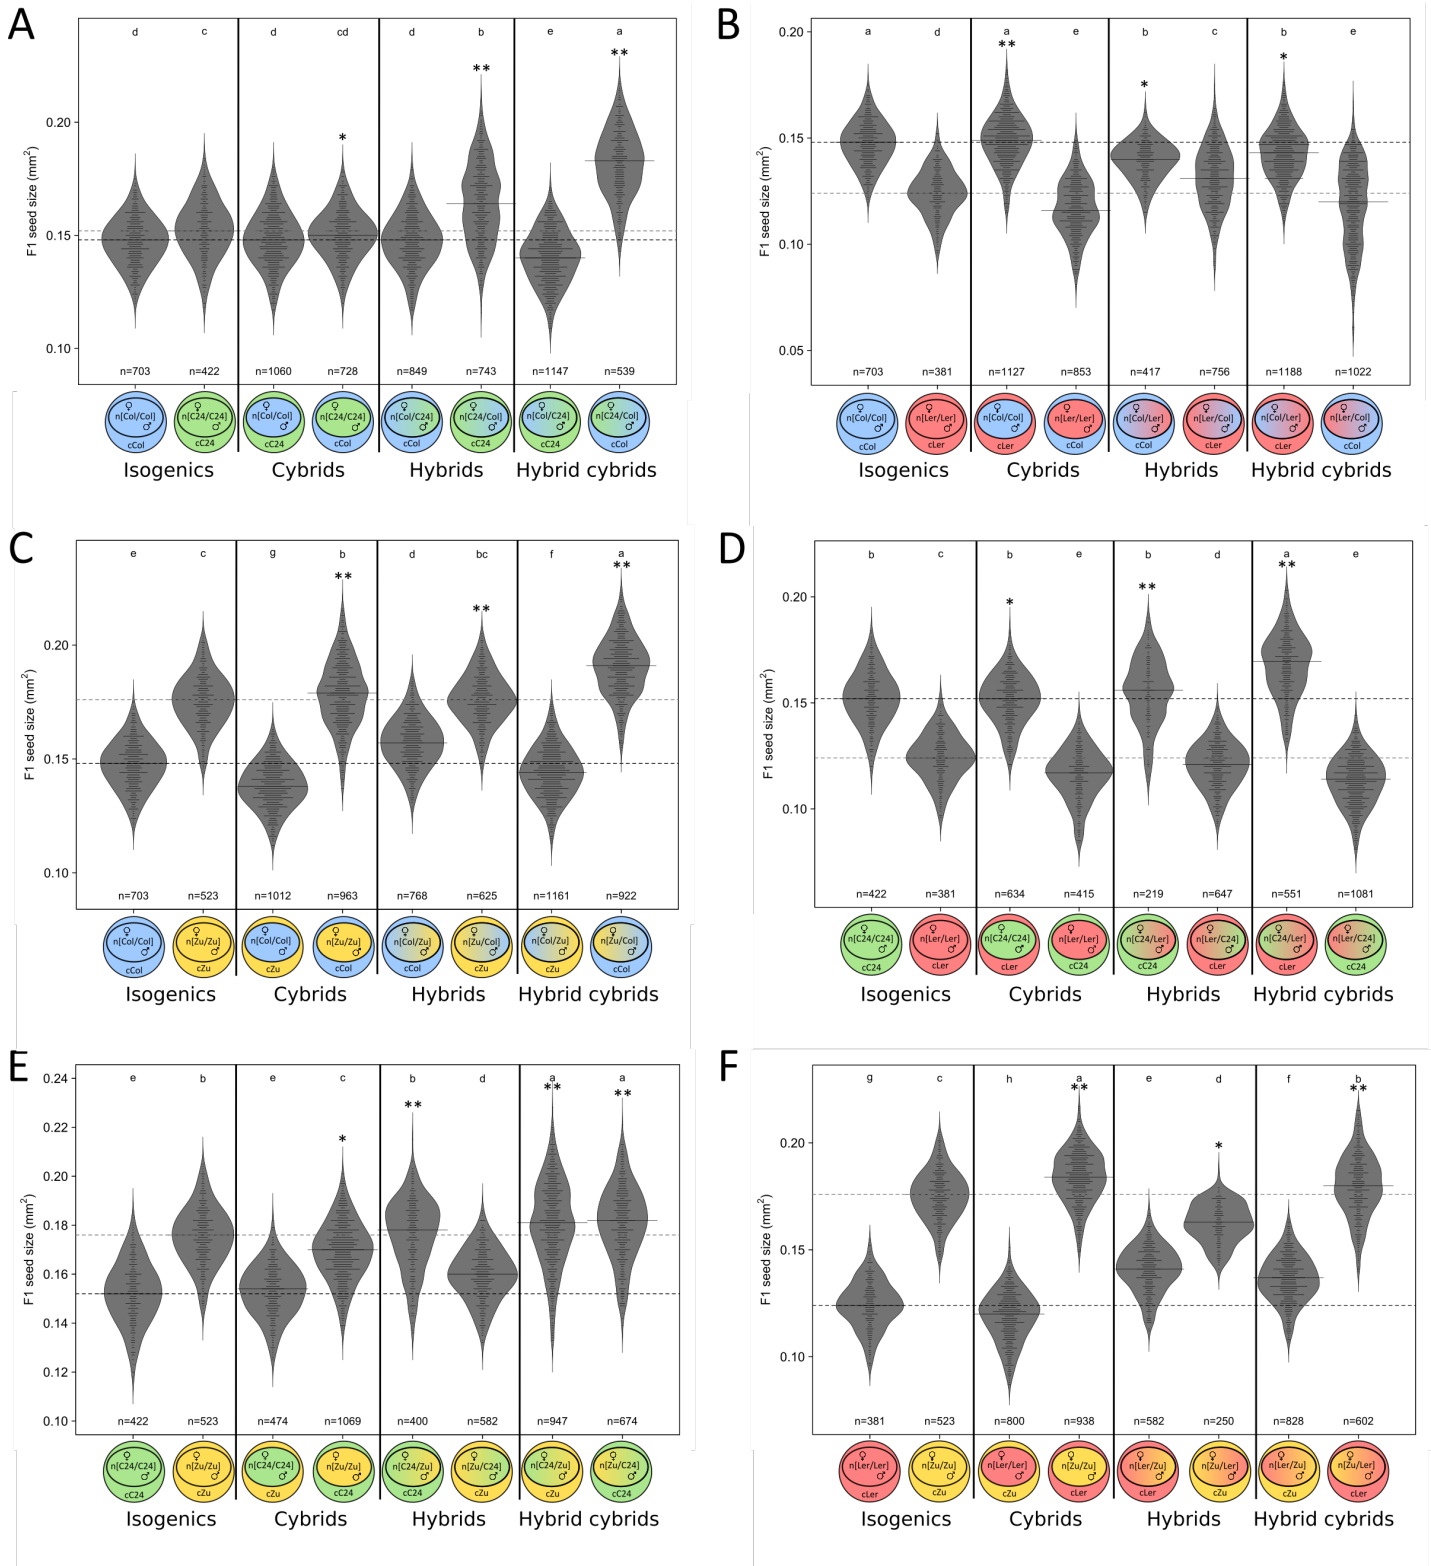 A
d c d cd d b e a
* ** **
F1 seed size (mm2)
0.20
0.15
0.10
n=703 n=422 n=1060 n=728 n=849 n=743 n=1147 n=539
♀ ♀ ♀ ♀ ♀ ♀ ♀ ♀
n[Col/Col] n[C24/C24] n[Col/Col] n[C24/C24] n[Col/C24] n[C24/Col] n[Col/C24] n[C24/Col]
♂ ♂ ♂ ♂ ♂ ♂ ♂ ♂
cCol cC24 cC24 cCol cCol cC24 cC24 cCol
Isogenics Cybrids Hybrids Hybrid cybrids
B
a d a e b c b e
** * *
F1 seed size (mm2)
0.20
0.15
0.10
0.05
n=703 n=381 n=1127 n=853 n=417 n=756 n=1188 n=1022
♀ ♀ ♀ ♀ ♀ ♀ ♀ ♀
n[Col/Col] n[Ler/Ler] n[Col/Col] n[Ler/Ler] n[Col/Ler] n[Ler/Col] n[Col/Ler] n[Ler/Col]
♂ ♂ ♂ ♂ ♂ ♂ ♂ ♂
cCol cLer cLer cCol cCol cLer cLer cCol
Isogenics Cybrids Hybrids Hybrid cybrids
C
e c g b d bc f a
** ** **
F1 seed size (mm2)
0.20
0.15
0.10
n=703 n=523 n=1012 n=963 n=768 n=625 n=1161 n=922
♀ ♀ ♀ ♀ ♀ ♀ ♀ ♀
n[Col/Col] n[Zu/Zu] n[Col/Col] n[Zu/Zu] n[Col/Zu] n[Zu/Col] n[Col/Zu] n[Zu/Col]
♂ ♂ ♂ ♂ ♂ ♂ ♂ ♂
cCol cZu cZu cCol cCol cZu cZu cCol
Isogenics Cybrids Hybrids Hybrid cybrids
D
b c b e b d a e
* ** **
F1 seed size (mm2)
0.20
0.15
0.10
n=422 n=381 n=634 n=415 n=219 n=647 n=551 n=1081
♀ ♀ ♀ ♀ ♀ ♀ ♀ ♀
n[C24/C24] n[Ler/Ler] n[C24/C24] n[Ler/Ler] n[C24/Ler] n[Ler/C24] n[C24/Ler] n[Ler/C24]
♂ ♂ ♂ ♂ ♂ ♂ ♂ ♂
cC24 cLer cLer cC24 cC24 cLer cLer cC24
Isogenics Cybrids Hybrids Hybrid cybrids
E
e b e c b d a a
* ** ** **
F1 seed size (mm2)
0.24
0.22
0.20
0.18
0.16
0.14
0.12
0.10
n=422 n=523 n=474 n=1069 n=400 n=582 n=947 n=674
♀ ♀ ♀ ♀ ♀ ♀ ♀ ♀
n[C24/C24] n[Zu/Zu] n[C24/C24] n[Zu/Zu] n[C24/Zu] n[Zu/C24] n[C24/Zu] n[Zu/C24]
♂ ♂ ♂ ♂ ♂ ♂ ♂ ♂
cC24 cZu cZu cC24 cC24 cZu cZu cC24
Isogenics Cybrids Hybrids Hybrid cybrids
F
g c h a e d f b
** * **
F1 seed size (mm2)
0.20
0.15
0.10
n=381 n=523 n=800 n=938 n=582 n=250 n=828 n=602
♀ ♀ ♀ ♀ ♀ ♀ ♀ ♀
n[Ler/Ler] n[Zu/Zu] n[Ler/Ler] n[Zu/Zu] n[Ler/Zu] n[Zu/Ler] n[Ler/Zu] n[Zu/Ler]
♂ ♂ ♂ ♂ ♂ ♂ ♂ ♂
cLer cZu cZu cLer cLer cZu cZu cLer
Isogenics Cybrids Hybrids Hybrid cybrids